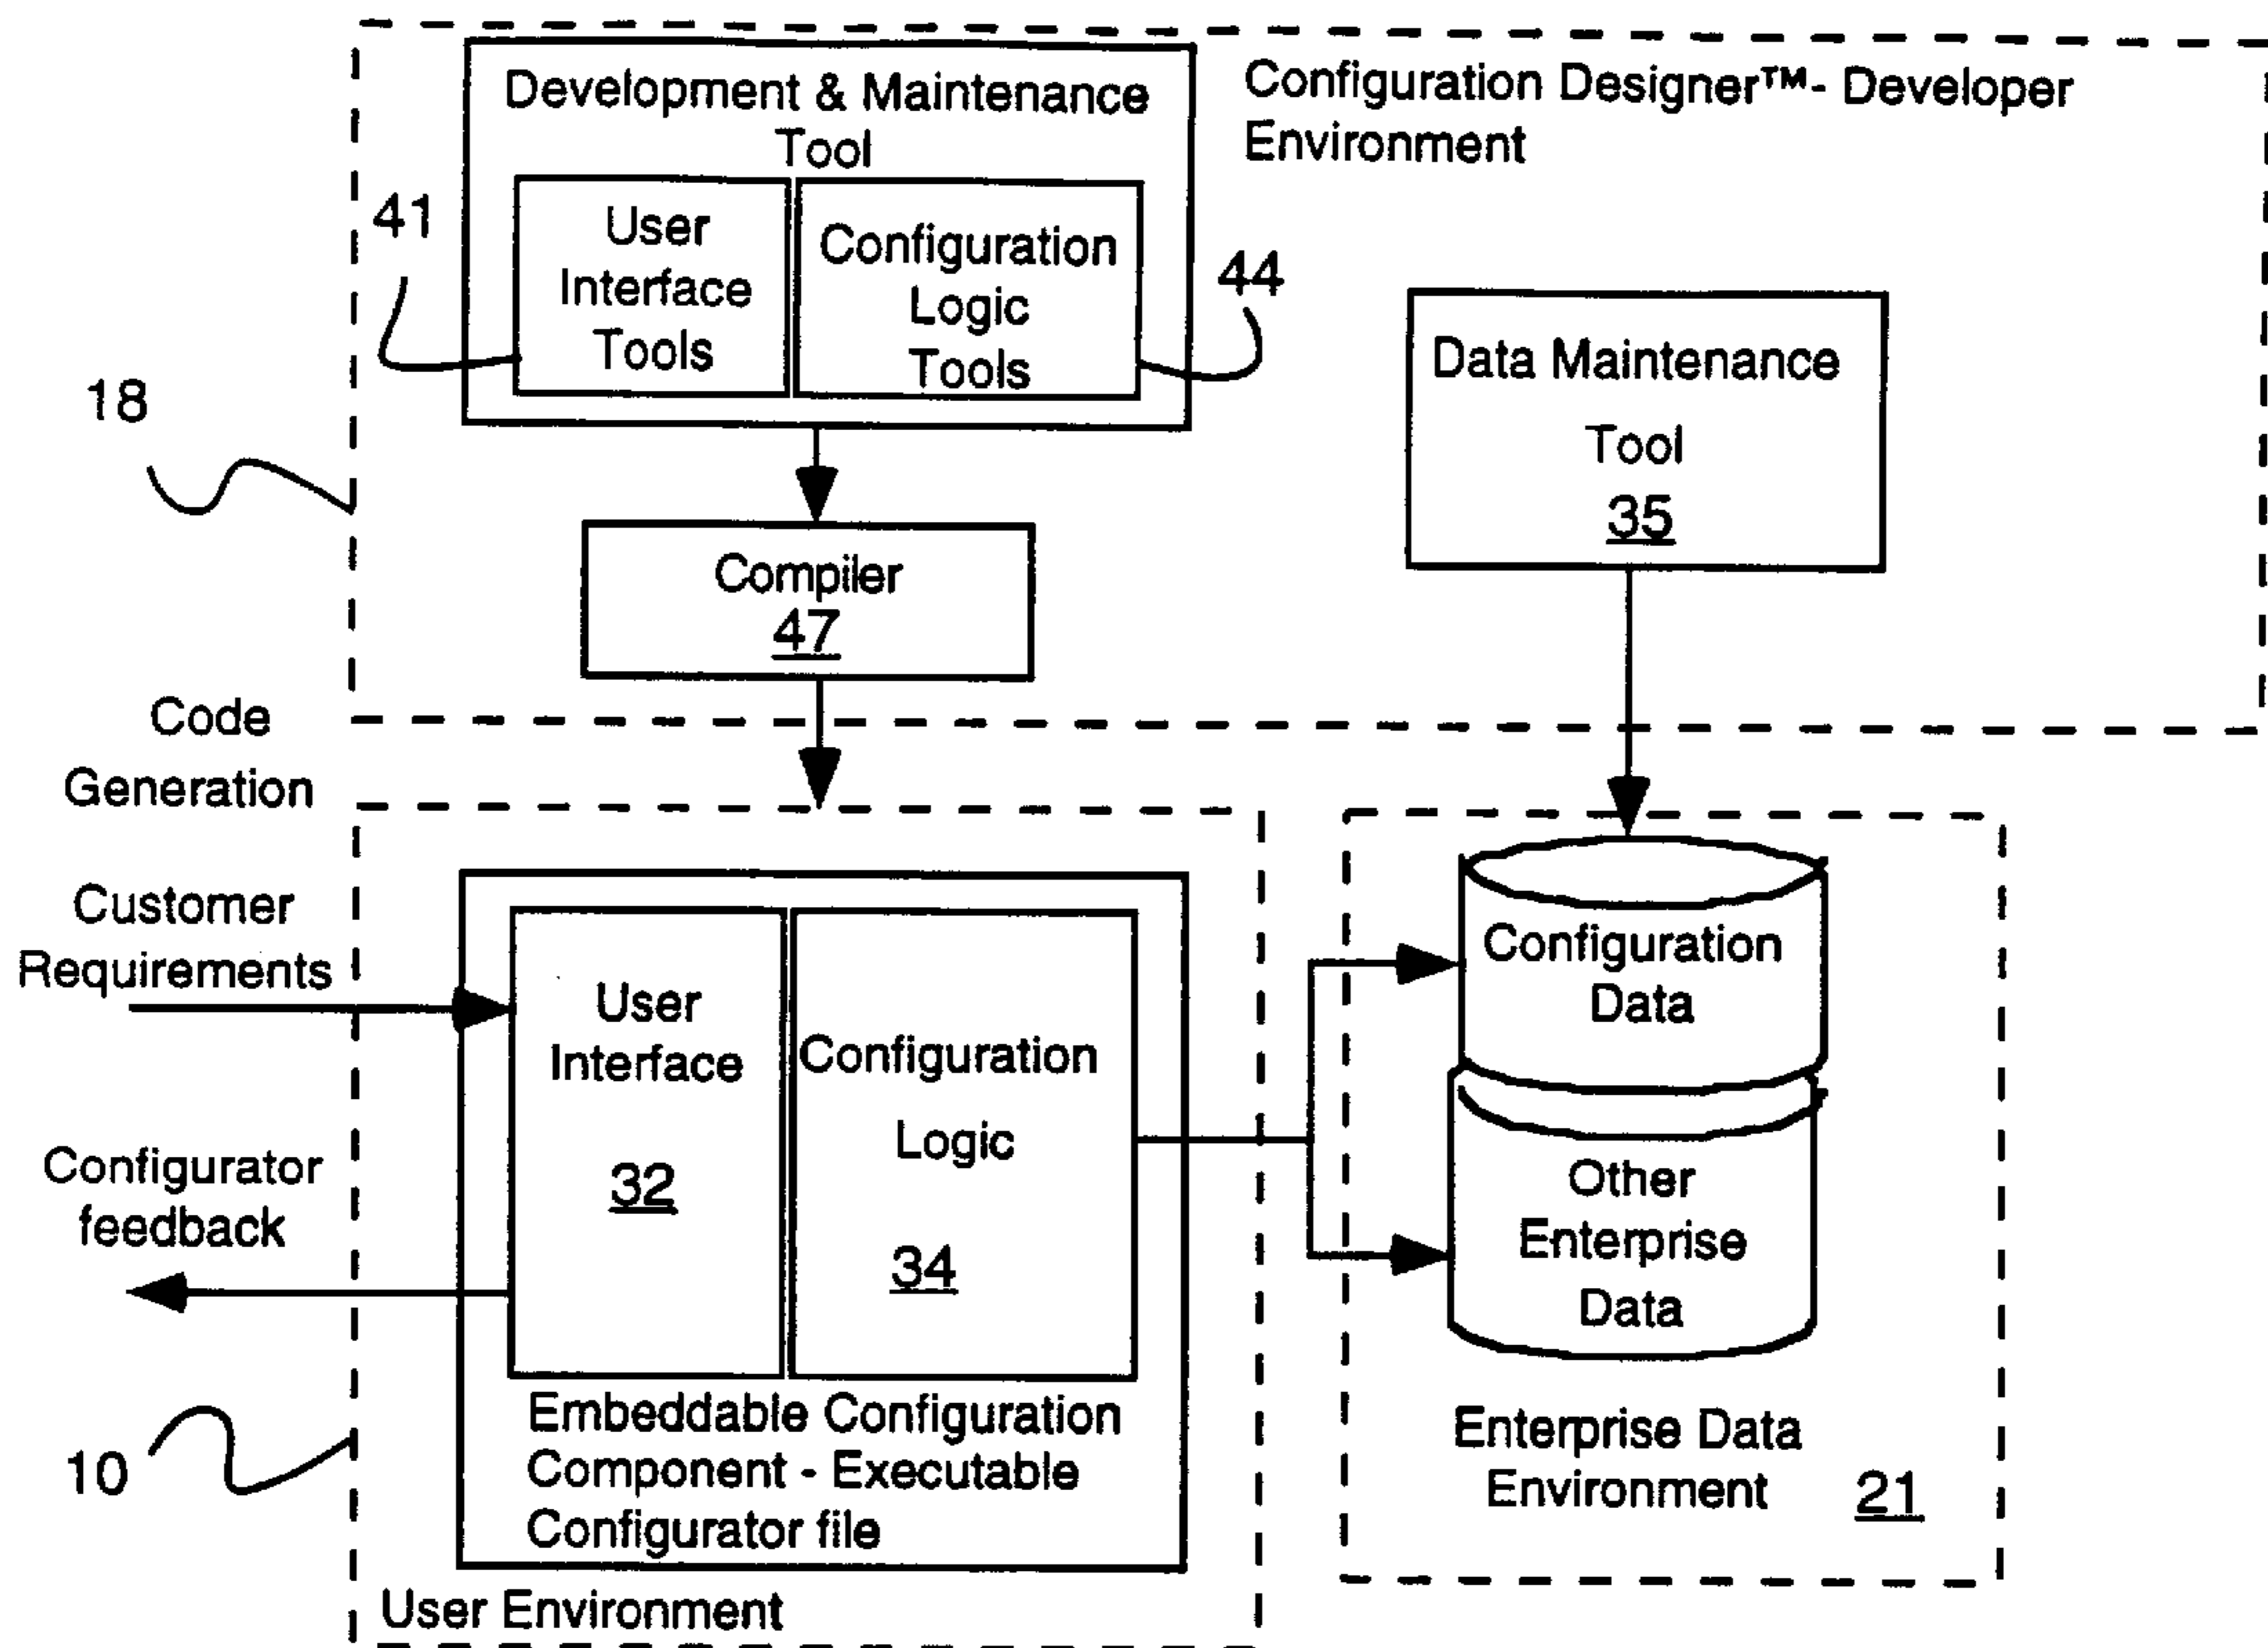 Development & Maintenance
Tool
Configuration Designer™- Developer
Environment
41
User
Interface
Tools
Configuration
Logic
Tools
44
18
Data Maintenance
Tool
35
Compiler
47
Code
Generation
Customer
Requirements
User
Interface
32
Configuration
Logic
34
Configurator
feedback
Configuration
Data
Other
Enterprise
Data
Embeddable Configuration
Component - Executable
Configurator file
10
Enterprise Data
Environment
21
User Environment